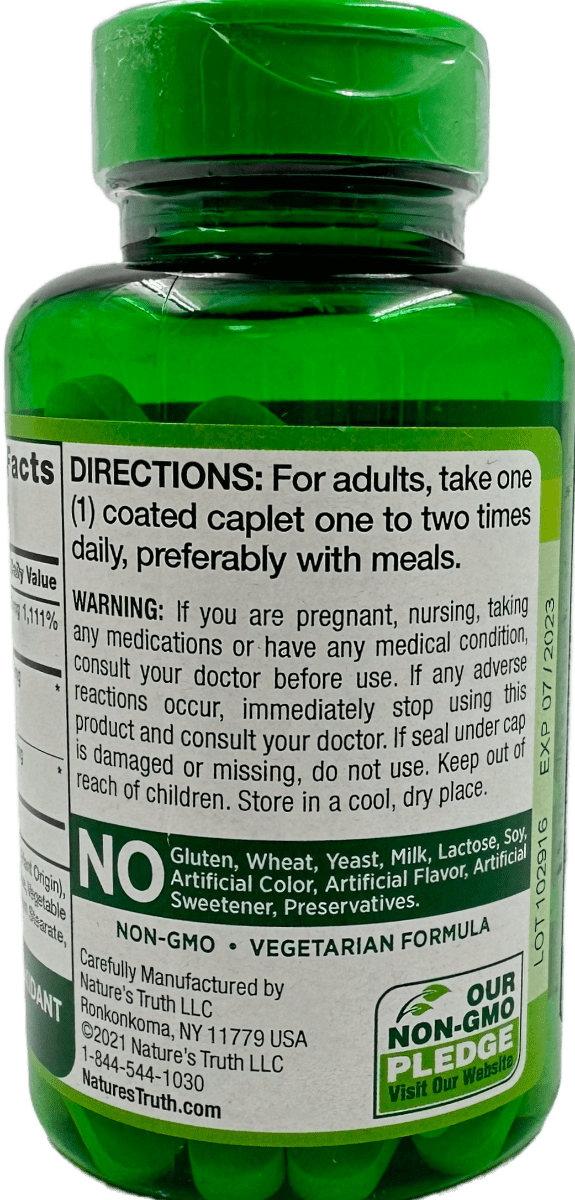 Facts
Daily Value
1,111%
*
*
Origin),
Vegetable
Stearate,
DIRECTIONS: For adults, take one
(1) coated caplet one to two times
daily, preferably with meals.
WARNING: If you are pregnant, nursing, taking
any medications or have any medical condition,
consult your doctor before use. If any adverse
reactions occur, immediately stop using this
product and consult your doctor. If seal under cap
is damaged or missing, do not use. Keep out of
reach of children. Store in a cool, dry place.
NO
Gluten, Wheat, Yeast, Milk, Lactose, Soy,
Artificial Color, Artificial Flavor, Artificial
Sweetener, Preservatives.
NON-GMO • VEGETARIAN FORMULA
Carefully Manufactured by
Nature's Truth LLC
Ronkonkoma, NY 11779 USA
©2021 Nature's Truth LLC
1-844-544-1030
NaturesTruth.com
OUR
NON-GMO
PLEDGE
Visit Our Website
LOT 102916 EXP 07/2023